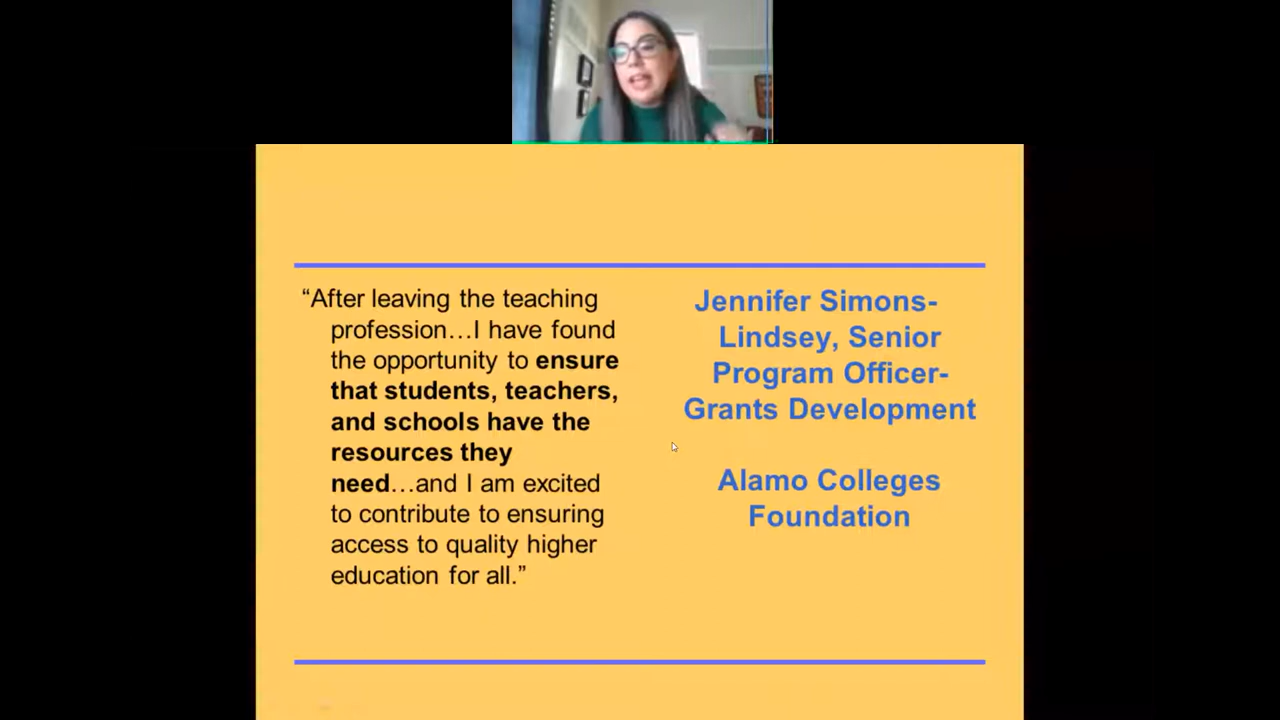 “After leaving the teaching
profession…I have found
the opportunity to ensure
that students, teachers,
and schools have the
resources they
need…and I am excited
to contribute to ensuring
access to quality higher
education for all.”
Jennifer Simons-
Lindsey, Senior
Program Officer-
Grants Development
Alamo Colleges
Foundation